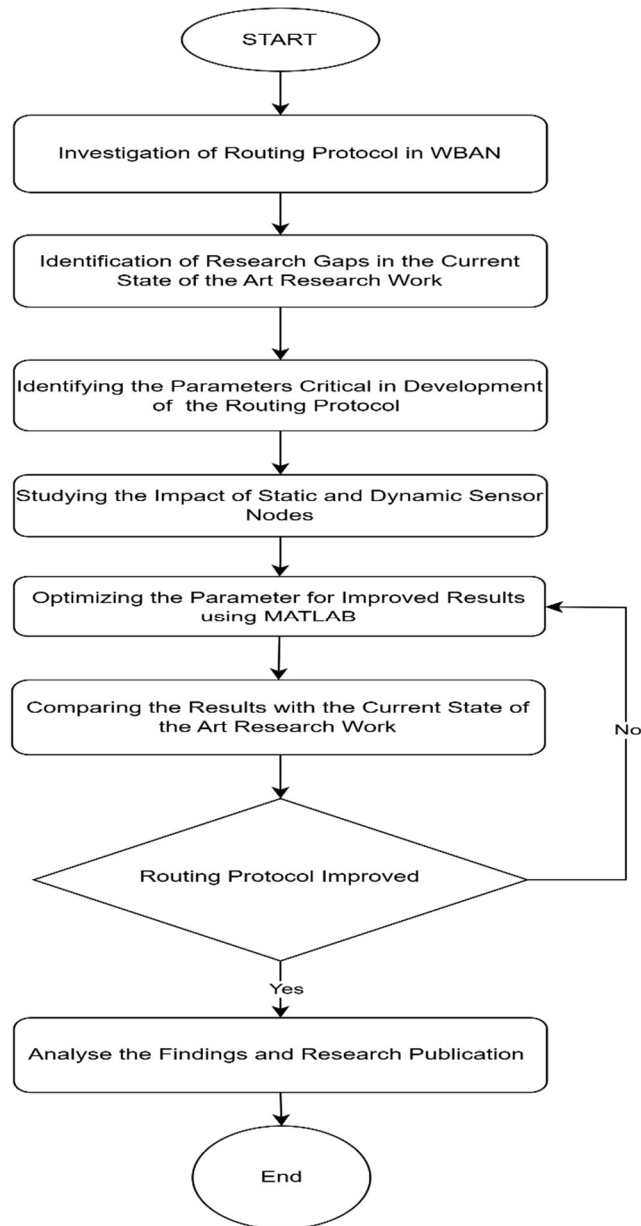 START
Investigation of Routing Protocol in WBAN
Identification of Research Gaps in the Current
State of the Art Research Work
Identifying the Parameters Critical in Development
of the Routing Protocol
Studying the Impact of Static and Dynamic Sensor
Nodes
Optimizing the Parameter for Improved Results
using MATLAB
Comparing the Results with the Current State of
the Art Research Work
No
Routing Protocol Improved
Yes
Analyse the Findings and Research Publication
End